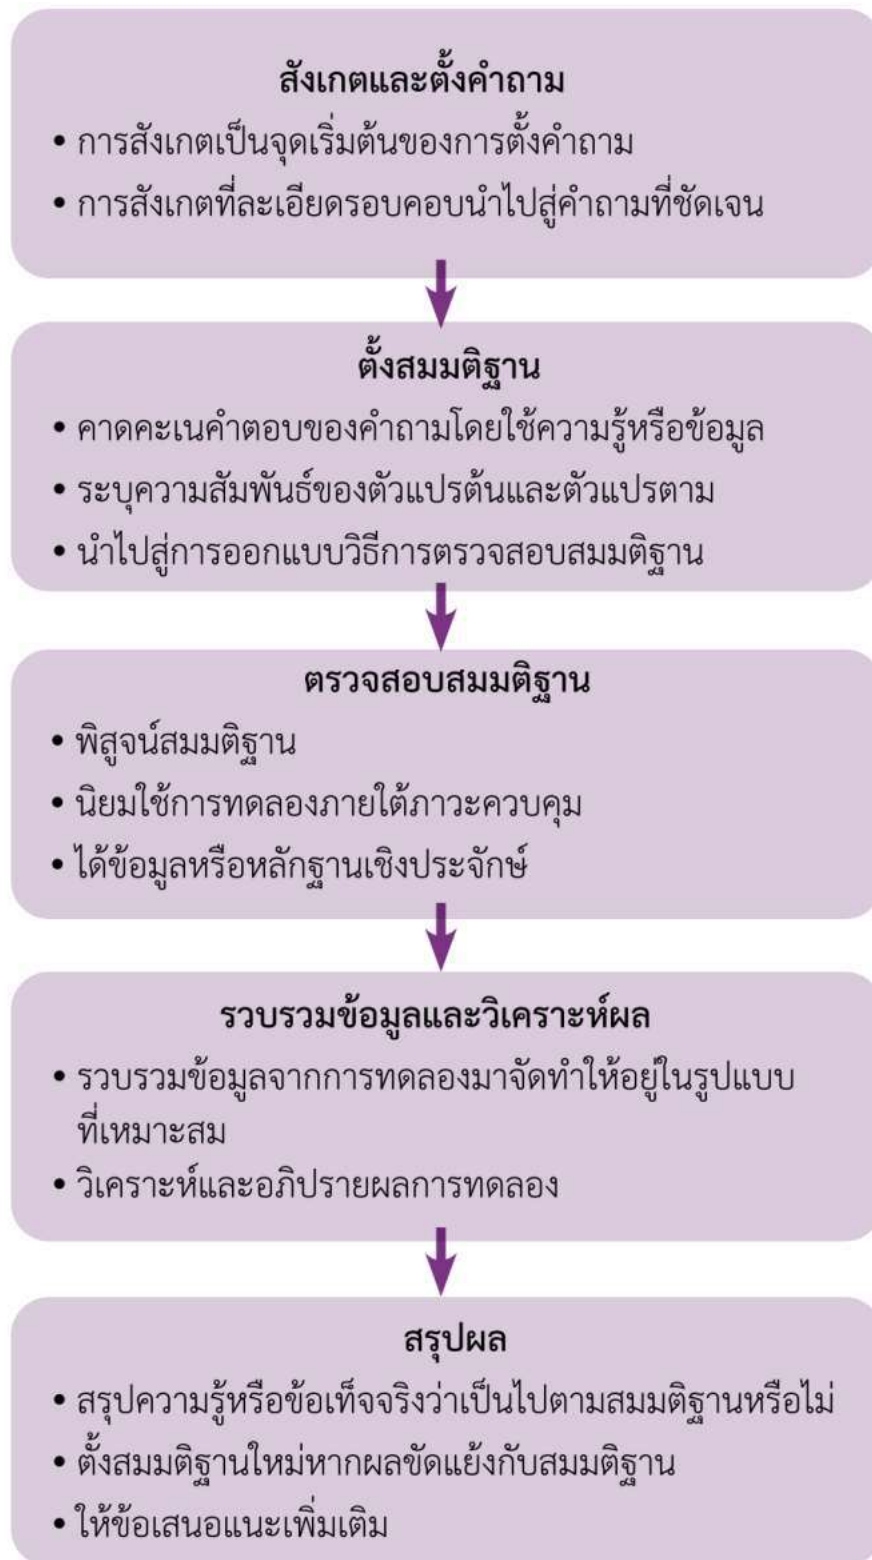 สังเกตและตั้งคำถาม
• การสังเกตเป็นจุดเริ่มต้นของการตั้งคำถาม
• การสังเกตที่ละเอียดรอบคอบนำไปสู่คำถามที่ชัดเจน
ตั้งสมมติฐาน
• คาดคะเนคำตอบของคำถามโดยใช้ความรู้หรือข้อมูล
• ระบุความสัมพันธ์ของตัวแปรต้นและตัวแปรตาม
• นำไปสู่การออกแบบวิธีการตรวจสอบสมมติฐาน
ตรวจสอบสมมติฐาน
• พิสูจน์สมมติฐาน
• นิยมใช้การทดลองภายใต้ภาวะควบคุม
• ได้ข้อมูลหรือหลักฐานเชิงประจักษ์
รวบรวมข้อมูลและวิเคราะห์ผล
• รวบรวมข้อมูลจากการทดลองมาจัดทำให้อยู่ในรูปแบบ
ที่เหมาะสม
• วิเคราะห์และอภิปรายผลการทดลอง
สรุปผล
• สรุปความรู้หรือข้อเท็จจริงว่าเป็นไปตามสมมติฐานหรือไม่
• ตั้งสมมติฐานใหม่หากผลขัดแย้งกับสมมติฐาน
• ให้ข้อเสนอแนะเพิ่มเติม